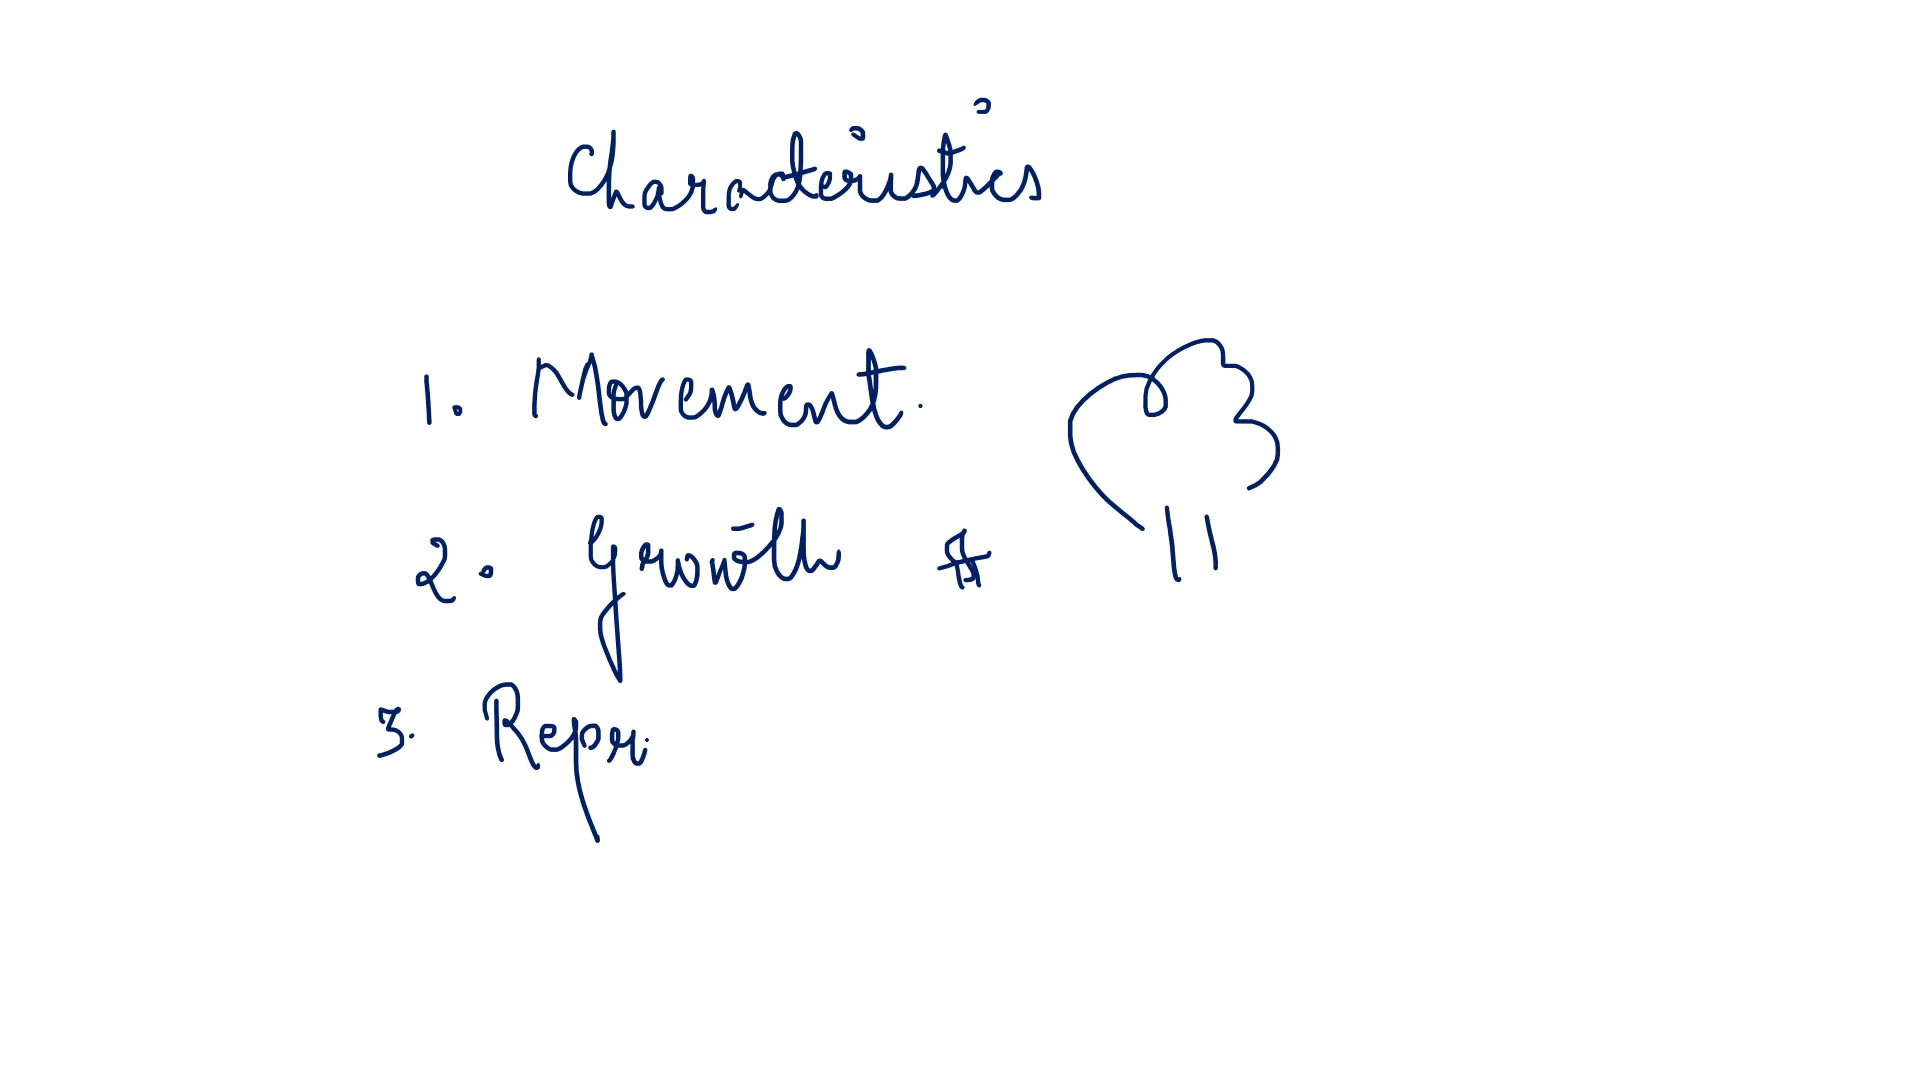 Characteristics
1. Movement.
2. Growth
3. Repr